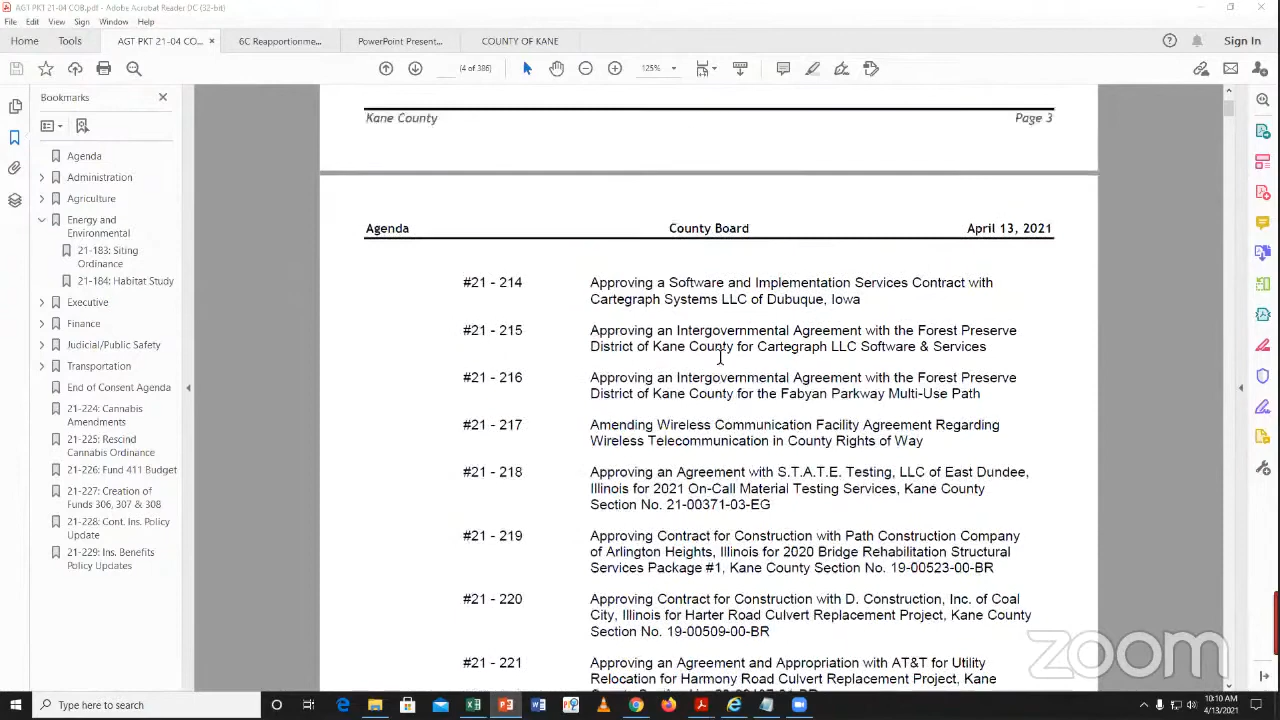 AGT PKT 21-04 COB.pdf - Adobe Acrobat Reader DC (32-bit)
File Edit View Sign Window Help
Home Tools AGT PKT 21-04 CO... × 6C Reapportionme... PowerPoint Present... COUNTY OF KANE Sign In
(4 of 386) 125%
Bookmarks
Agenda
Administration
Agriculture
Energy and
Environmental
21-183: Siting
Ordinance
21-184: Habitat Study
Executive
Finance
Judicial/Public Safety
Transportation
End of Consent Agenda
21-224: Cannabis
Amendments
21-225: Rescind
Cannabis Ordinance
21-226: Fund 411 Budget
21-227: Creation of
Funds 306, 307 & 308
21-228: Cont. Ins. Policy
Update
21-229: Ins. Benefits
Policy Updates
Kane County Page 3
Agenda County Board April 13, 2021
#21 - 214 Approving a Software and Implementation Services Contract with
Cartegraph Systems LLC of Dubuque, Iowa
#21 - 215 Approving an Intergovernmental Agreement with the Forest Preserve
District of Kane County for Cartegraph LLC Software & Services
#21 - 216 Approving an Intergovernmental Agreement with the Forest Preserve
District of Kane County for the Fabyan Parkway Multi-Use Path
#21 - 217 Amending Wireless Communication Facility Agreement Regarding
Wireless Telecommunication in County Rights of Way
#21 - 218 Approving an Agreement with S.T.A.T.E. Testing, LLC of East Dundee,
Illinois for 2021 On-Call Material Testing Services, Kane County
Section No. 21-00371-03-EG
#21 - 219 Approving Contract for Construction with Path Construction Company
of Arlington Heights, Illinois for 2020 Bridge Rehabilitation Structural
Services Package #1, Kane County Section No. 19-00523-00-BR
#21 - 220 Approving Contract for Construction with D. Construction, Inc. of Coal
City, Illinois for Harter Road Culvert Replacement Project, Kane County
Section No. 19-00509-00-BR
#21 - 221 Approving an Agreement and Appropriation with AT&T for Utility
Relocation for Harmony Road Culvert Replacement Project, Kane
zoom
Type here to search
10:10 AM
4/13/2021